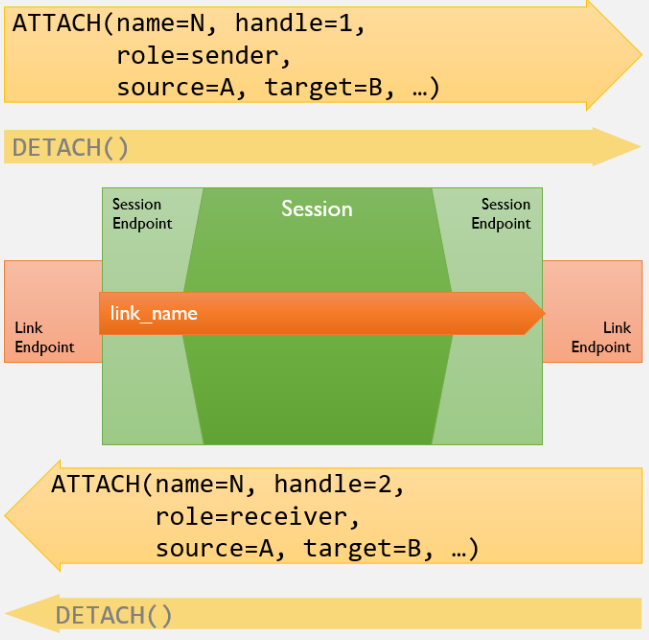 ATTACH(name=N, handle=1,
role=sender,
source=A, target=B, …)
DETACH()
Session
Endpoint
Session
Session
Endpoint
link_name
Link
Endpoint
Link
Endpoint
ATTACH(name=N, handle=2,
role=receiver,
source=A, target=B, …)
DETACH()